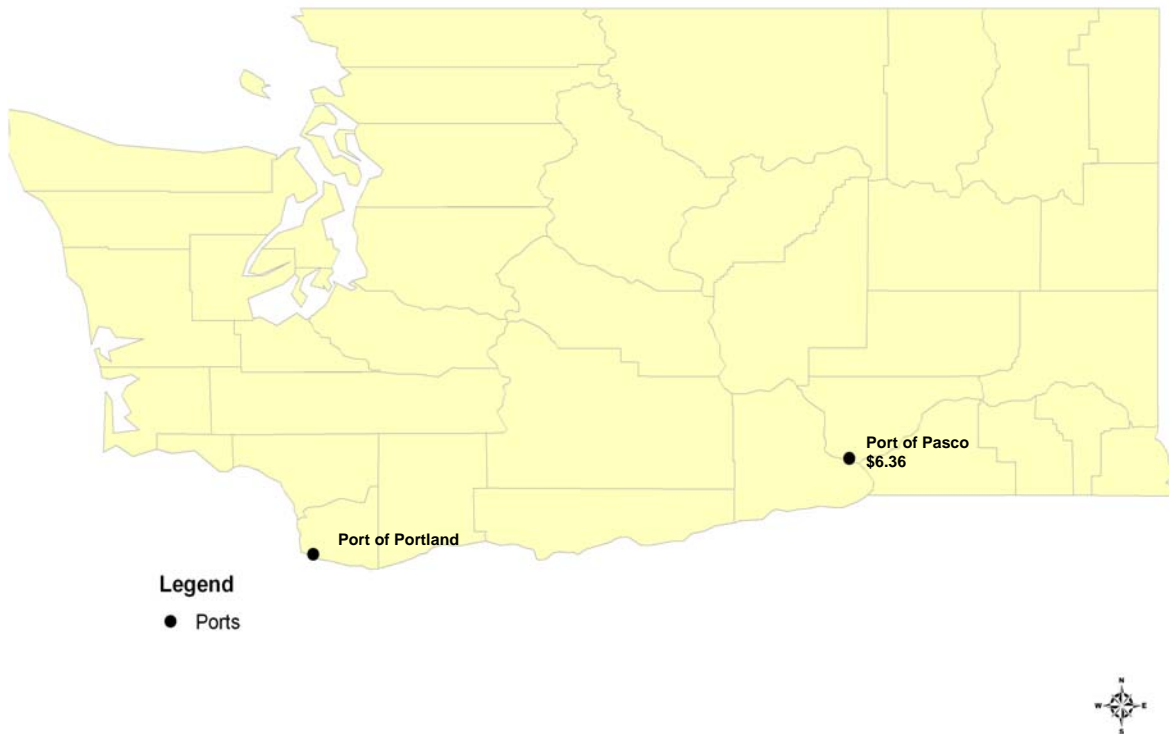 Port of Pasco
$6.36
Port of Portland
Legend
Ports
N
W E
S